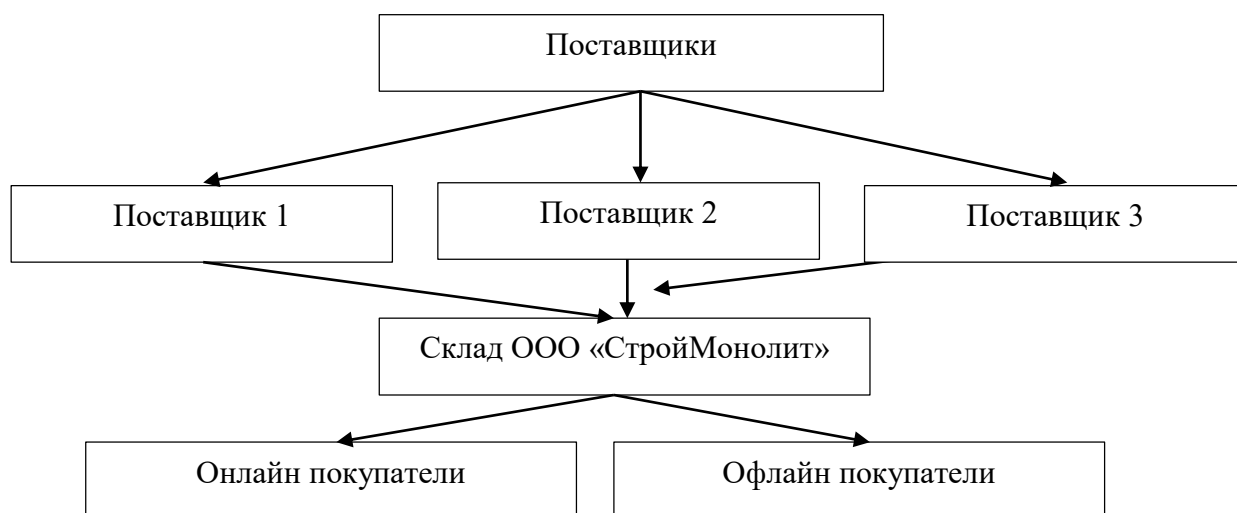 Поставщики
Поставщик 1
Поставщик 2
Поставщик 3
Склад ООО «СтройМонолит»
Онлайн покупатели
Офлайн покупатели